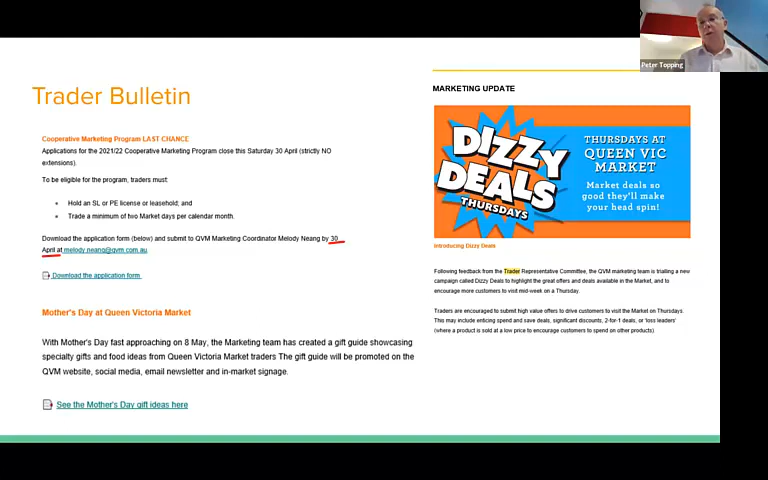 Peter Topping
Trader Bulletin
Cooperative Marketing Program LAST CHANCE
Applications for the 2021/22 Cooperative Marketing Program close this Saturday 30 April (strictly NO
extensions).
To be eligible for the program, traders must:
Hold an SL or PE license or leasehold; and
Trade a minimum of two Market days per calendar month.
Download the application form (below) and submit to QVM Marketing Coordinator Melody Neang by 30
April at melody.neang@qvm.com.au
Download the application form
Mother's Day at Queen Victoria Market
With Mother's Day fast approaching on 8 May, the Marketing team has created a gift guide showcasing
specialty gifts and food ideas from Queen Victoria Market traders The gift guide will be promoted on the
QVM website, social media, email newsletter and in-market signage.
See the Mother's Day gift ideas here
MARKETING UPDATE
DIZZY
DEALS
THURSDAYS
THURSDAYS AT
QUEEN VIC
MARKET
Market deals so
good they'll make
your head spin!
Introducing Dizzy Deals
Following feedback from the Trader Representative Committee, the QVM marketing team is trialling a new
campaign called Dizzy Deals to highlight the great offers and deals available in the Market, and to
encourage more customers to visit mid-week on a Thursday.
Traders are encouraged to submit high value offers to drive customers to visit the Market on Thursdays.
This may include enticing spend and save deals, significant discounts, 2-for-1 deals, or 'loss leaders'
(where a product is sold at a low price to encourage customers to spend on other products).